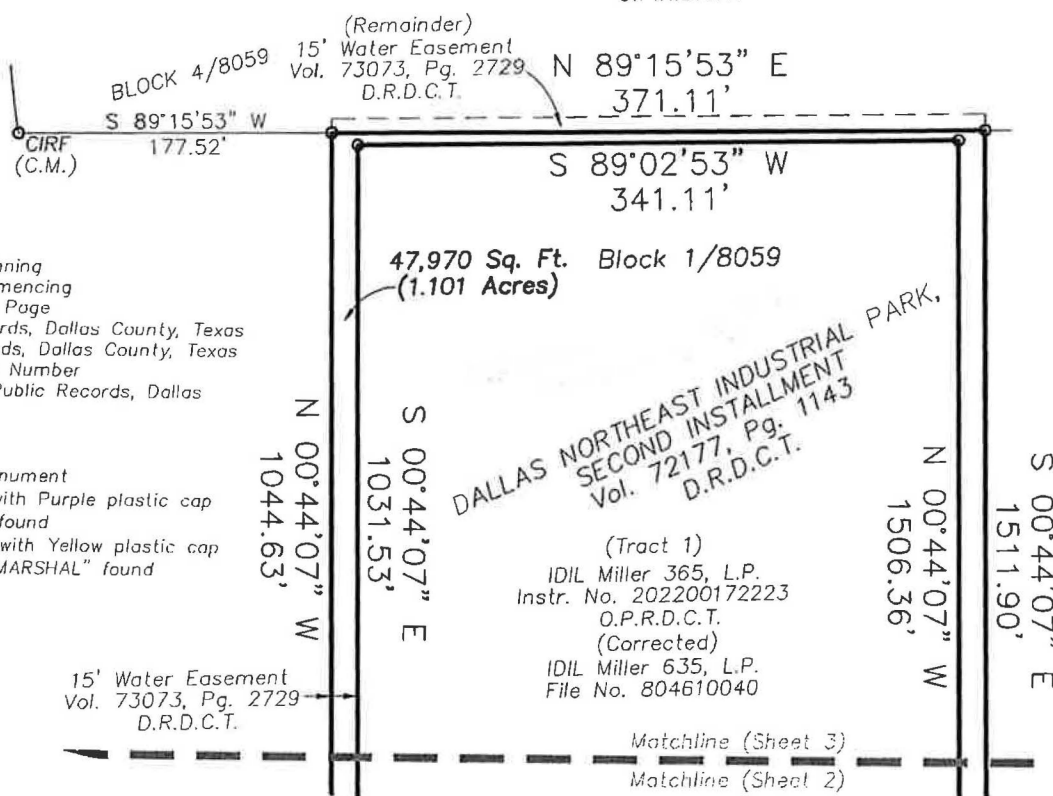 (Remainder)
15' Water Easement
Vol. 73073, Pg. 2729
D.R.D.C.T.
BLOCK 4/8059
N 89°15'53" E
371.11'
S 89°15'53" W
177.52'
CIRF
(C.M.)
S 89°02'53" W
341.11'
47,970 Sq. Ft.
(1.101 Acres)
Block 1/8059
Page
Dallas County, Texas
Dallas County, Texas
Number
Public Records, Dallas
with Purple plastic cap
found
with Yellow plastic cap
MARSHAL" found
N 00°44'07" W
1044.63'
S 00°44'07" E
1031.53'
DALLAS NORTHEAST INDUSTRIAL PARK,
SECOND INSTALLMENT
Vol. 72177, Pg. 1143
D.R.D.C.T.
(Tract 1)
IDIL Miller 365, L.P.
Instr. No. 202200172223
O.P.R.D.C.T.
(Corrected)
IDIL Miller 635, L.P.
File No. 804610040
N 00°44'07" W
1506.36'
S 00°44'07" E
1511.90'
15' Water Easement
Vol. 73073, Pg. 2729
D.R.D.C.T.
Matchline (Sheet 3)
Matchline (Sheet 2)